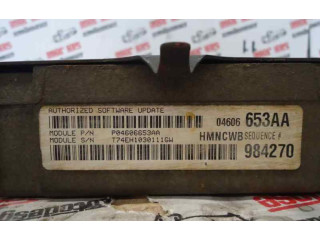 AUTHORIZED SOFTWARE UPDATE
04606 653AA
MODULE P/N P04606653AA
HMNCWB SEQUENCE #
MODULE S/N T74EH1030111GW
984270